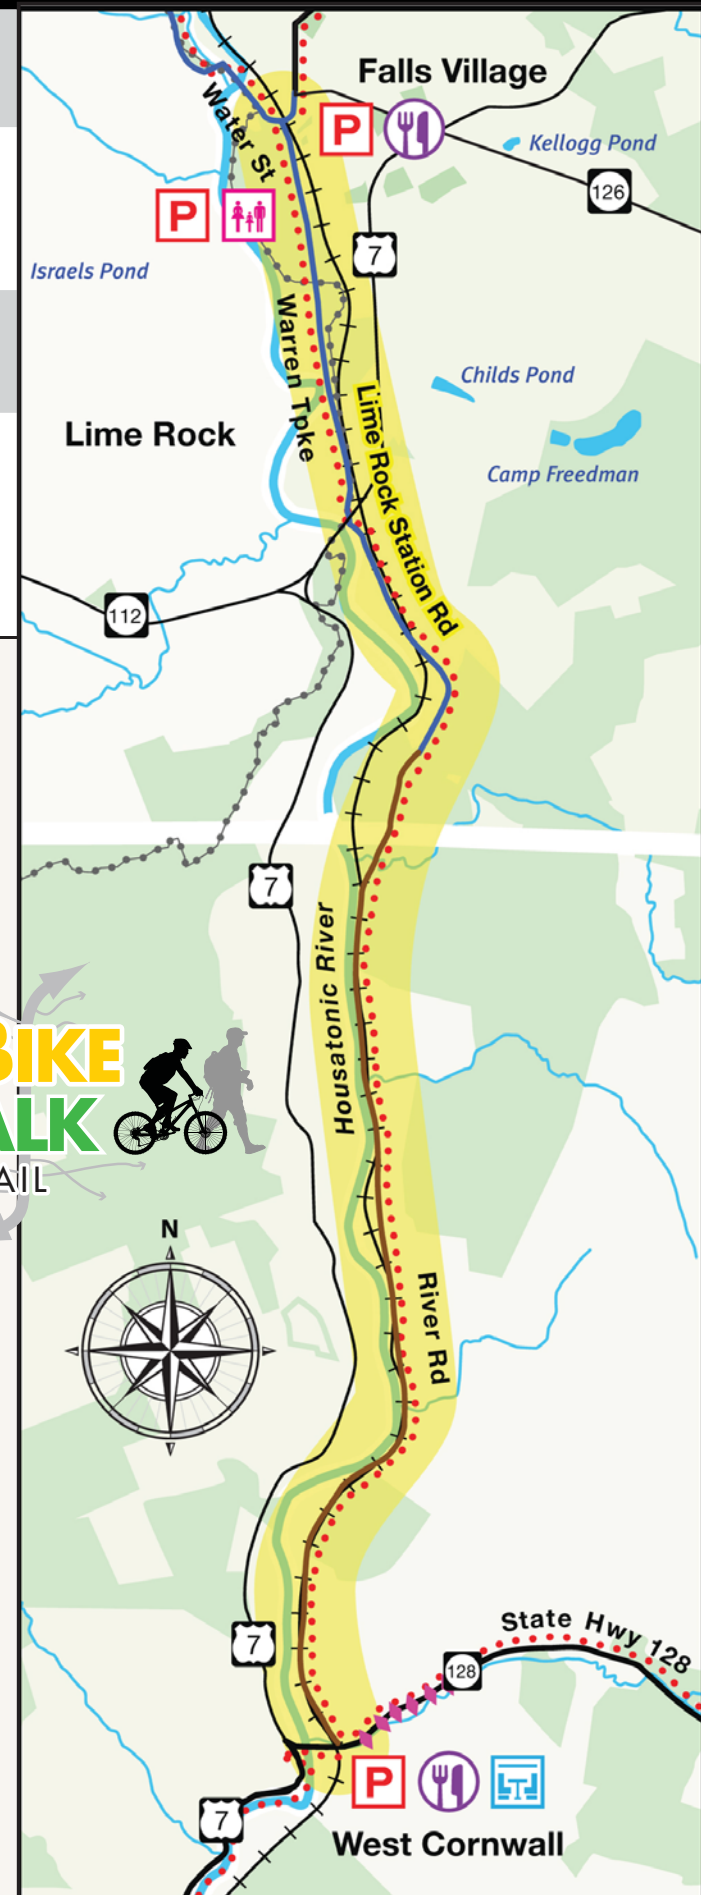 Falls Village
P
Kellogg Pond
126
Water St
P
7
Israels Pond
Warren Tpke
Childs Pond
Lime Rock
Lime Rock Station Rd
Camp Freedman
112
7
Housatonic River
BIKE
ALK
AIL
N
River Rd
State Hwy 128
7
128
P
7
West Cornwall